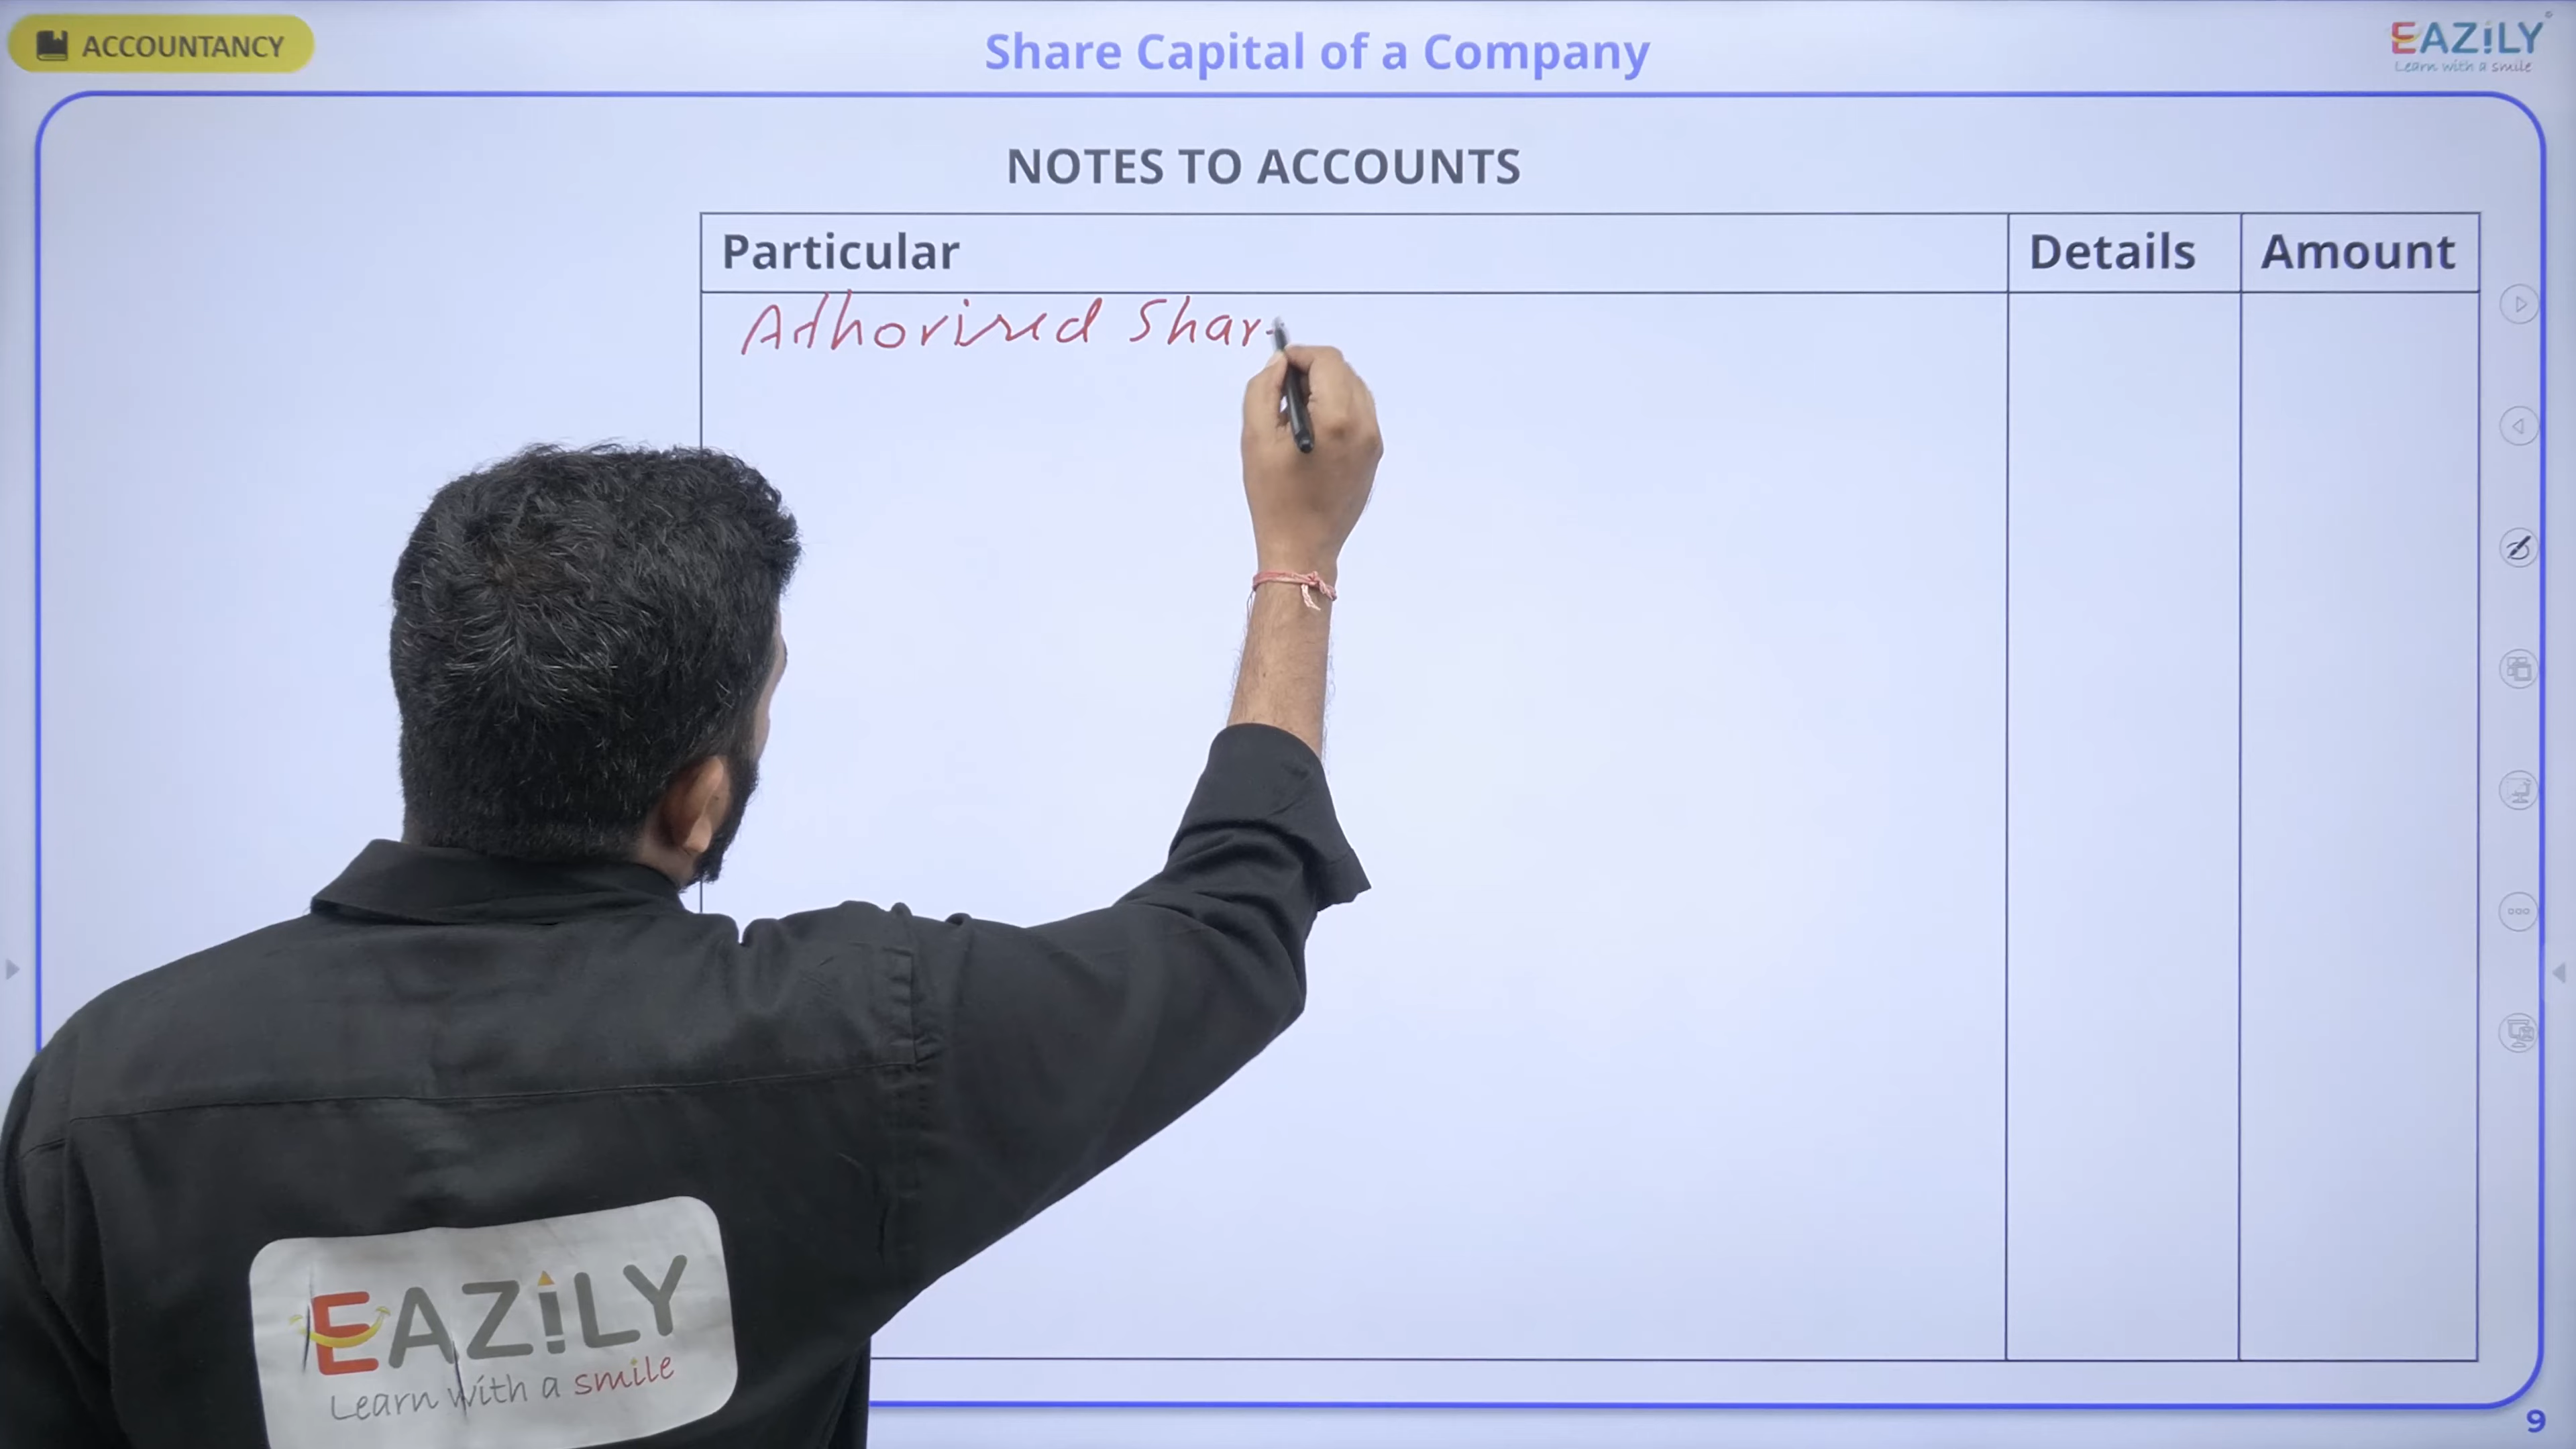 ACCOUNTANCY
Share Capital of a Company
EAZiLY
Learn with a smile
NOTES TO ACCOUNTS
Particular
Details
Amount
Authorised Shar
EAZiLY
Learn with a smile
9